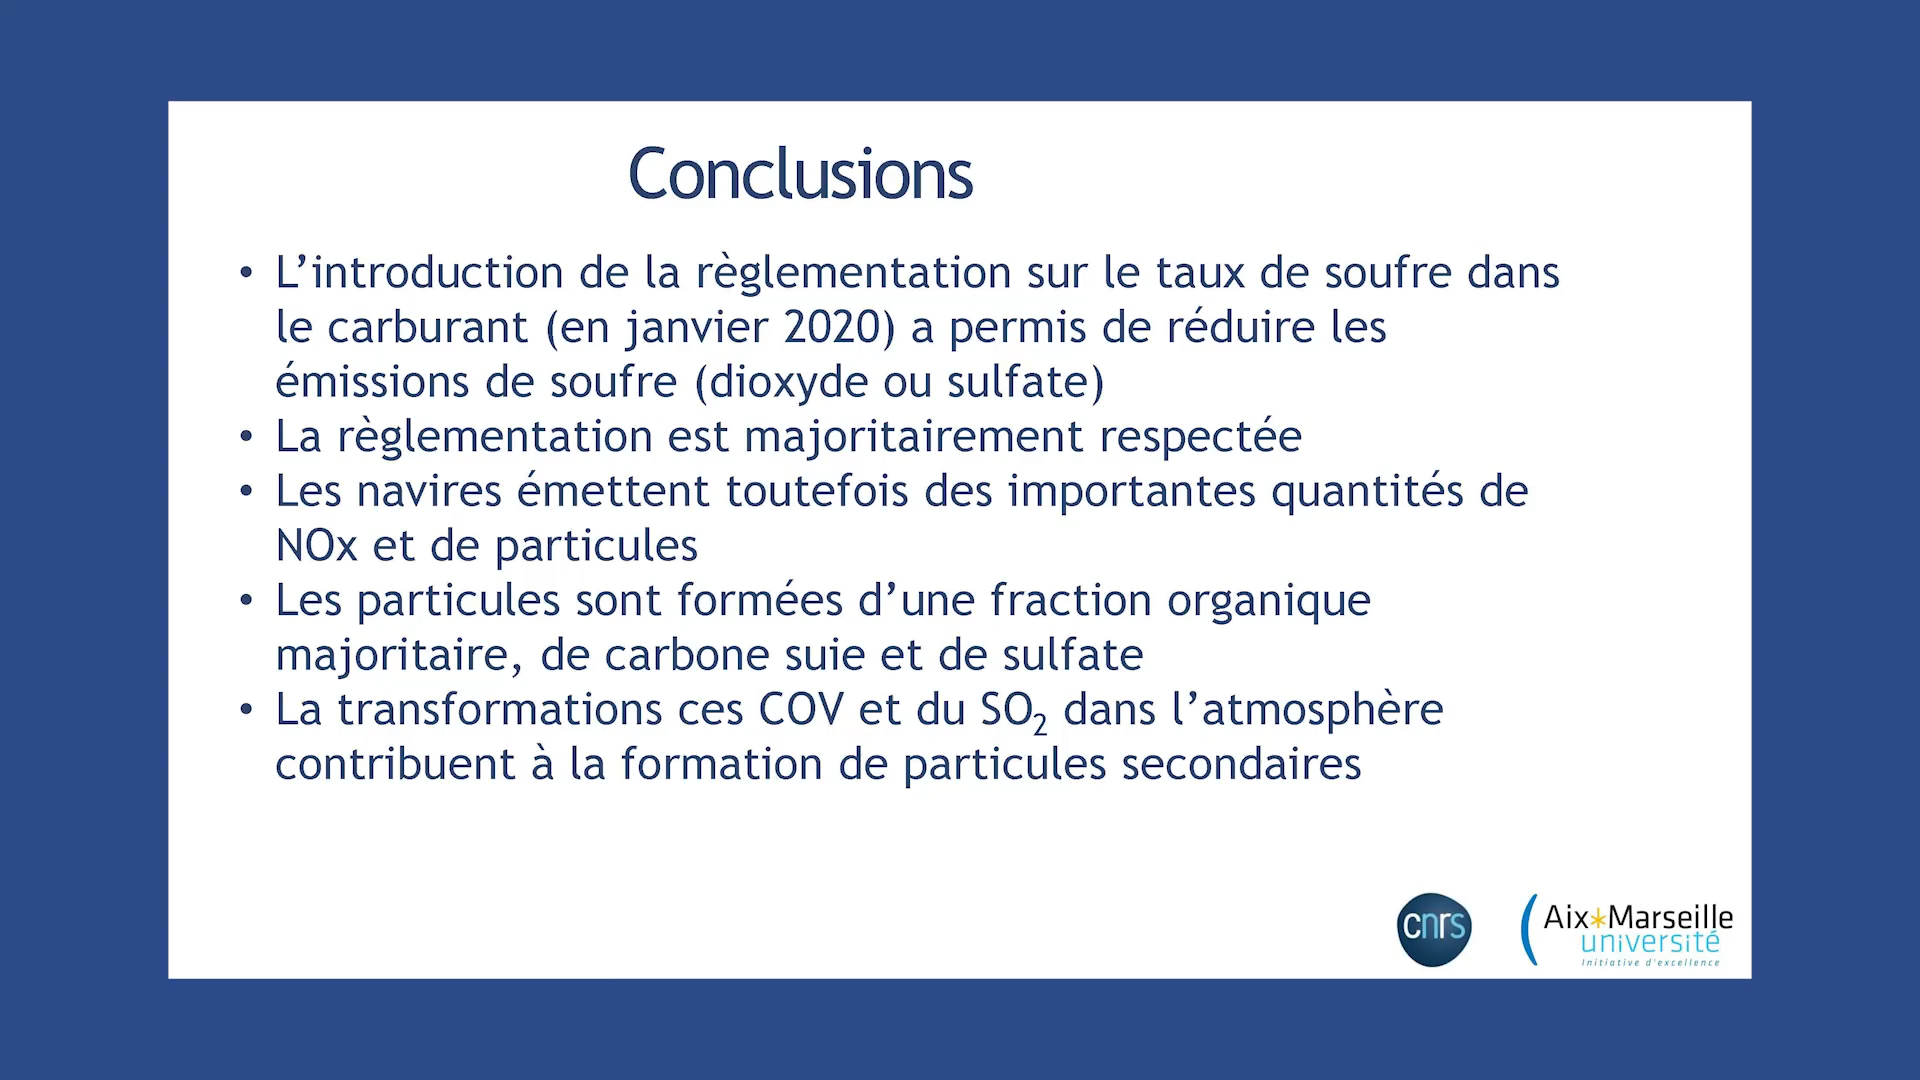 Conclusions
• L’introduction de la règlementation sur le taux de soufre dans
le carburant (en janvier 2020) a permis de réduire les
émissions de soufre (dioxyde ou sulfate)
• La règlementation est majoritairement respectée
• Les navires émettent toutefois des importantes quantités de
NOx et de particules
• Les particules sont formées d’une fraction organique
majoritaire, de carbone suie et de sulfate
• La transformations ces COV et du SO₂ dans l’atmosphère
contribuent à la formation de particules secondaires
cnrs
Aix*Marseille
université
Initiative d'excellence